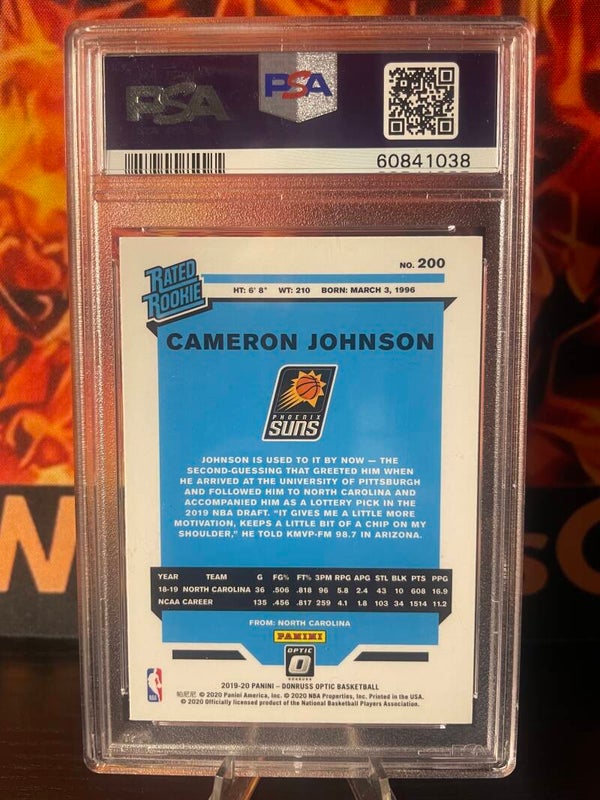 PSA
PSA
60841038
RATED
ROOKIE
NO. 200
HT: 6' 8" WT: 210 BORN: MARCH 3, 1996
CAMERON JOHNSON
PHOENIX
SUNS
JOHNSON IS USED TO IT BY NOW — THE
SECOND-GUESSING THAT GREETED HIM WHEN
HE ARRIVED AT THE UNIVERSITY OF PITTSBURGH
AND FOLLOWED HIM TO NORTH CAROLINA AND
ACCOMPANIED HIM AS A LOTTERY PICK IN THE
2019 NBA DRAFT. "IT GIVES ME A LITTLE MORE
MOTIVATION, KEEPS A LITTLE BIT OF A CHIP ON MY
SHOULDER," HE TOLD KMVP-FM 98.7 IN ARIZONA.
YEAR TEAM G FG% FT% 3PM RPG APG STL BLK PTS PPG
18-19 NORTH CAROLINA 36 .506 .818 96 5.8 2.4 43 10 608 16.9
NCAA CAREER 135 .456 .817 259 4.1 1.8 103 34 1514 11.2
FROM: NORTH CAROLINA
PANINI
OPTIC
DONRUSS
2019-20 PANINI – DONRUSS OPTIC BASKETBALL
帕尼尼 © 2020 Panini America, Inc. © 2020 NBA Properties, Inc. Printed in the USA.
© 2020 Officially licensed product of the National Basketball Players Association.